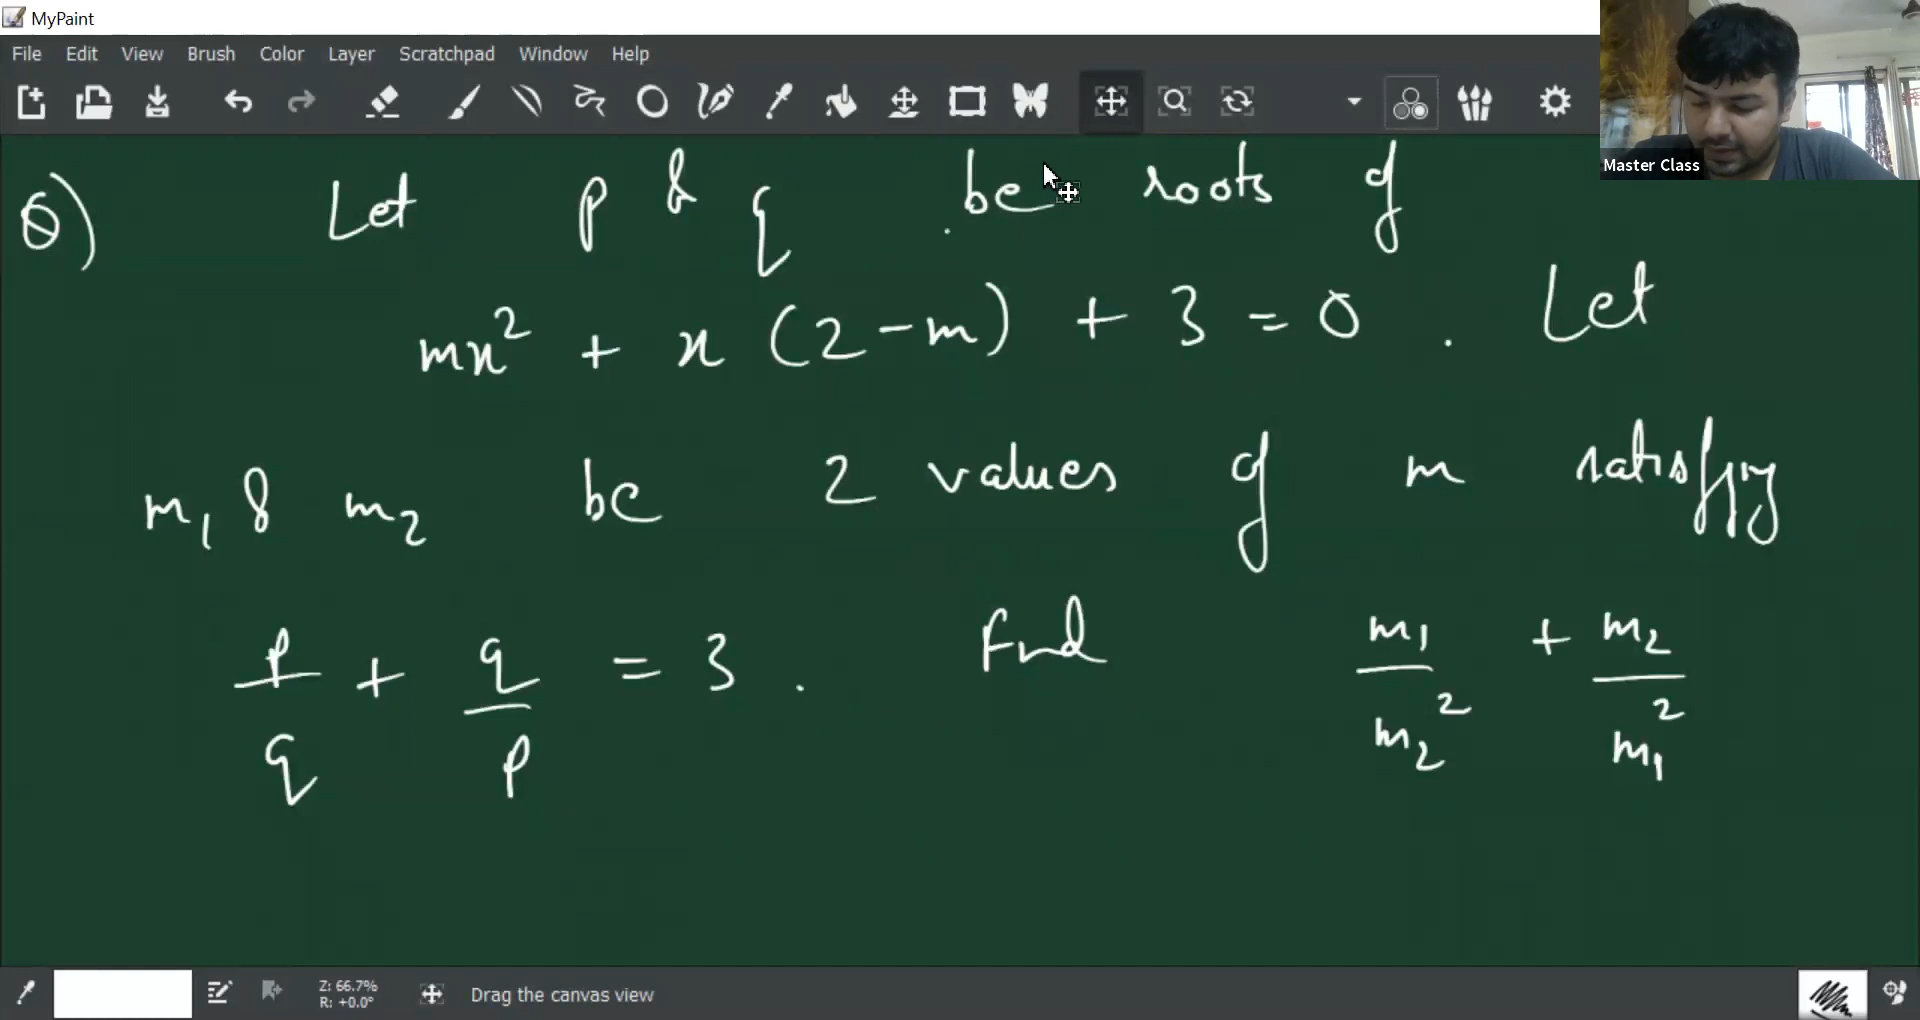 MyPaint
File Edit View Brush Color Layer Scratchpad Window Help
Master Class
Q) Let p & q be roots of
mx² + x (2 - m) + 3 = 0 . Let
m₁ & m₂ be 2 values of m satisfying
p/q + q/p = 3 . Find m₁/m₂² + m₂/m₁²
Z: 66.7%
R: +0.0°
Drag the canvas view